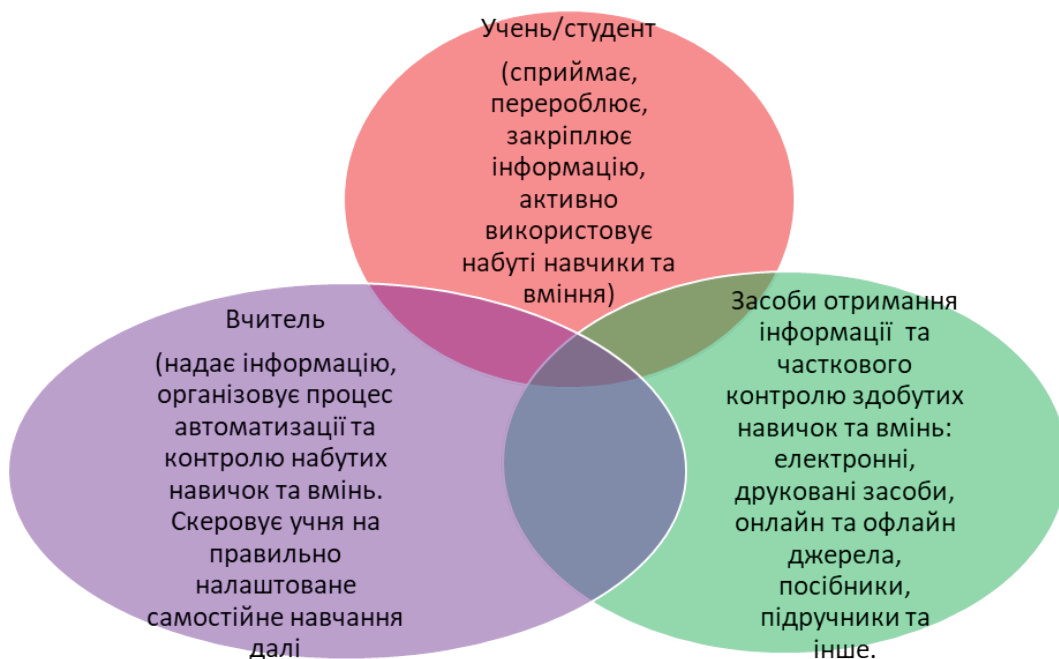 Учень/студент
(сприймає,
перероблює,
закріплює
інформацію,
активно
використовує
набуті навчики та
вміння)
Вчитель
(надає інформацію,
організовує процес
автоматизації та
контролю набутих
навичок та вмінь.
Скеровує учня на
правильно
налаштоване
самостійне навчання
далі
Засоби отримання
інформації та
часткового
контролю здобутих
навичок та вмінь:
електронні,
друковані засоби,
онлайн та офлайн
джерела,
посібники,
підручники та
інше.